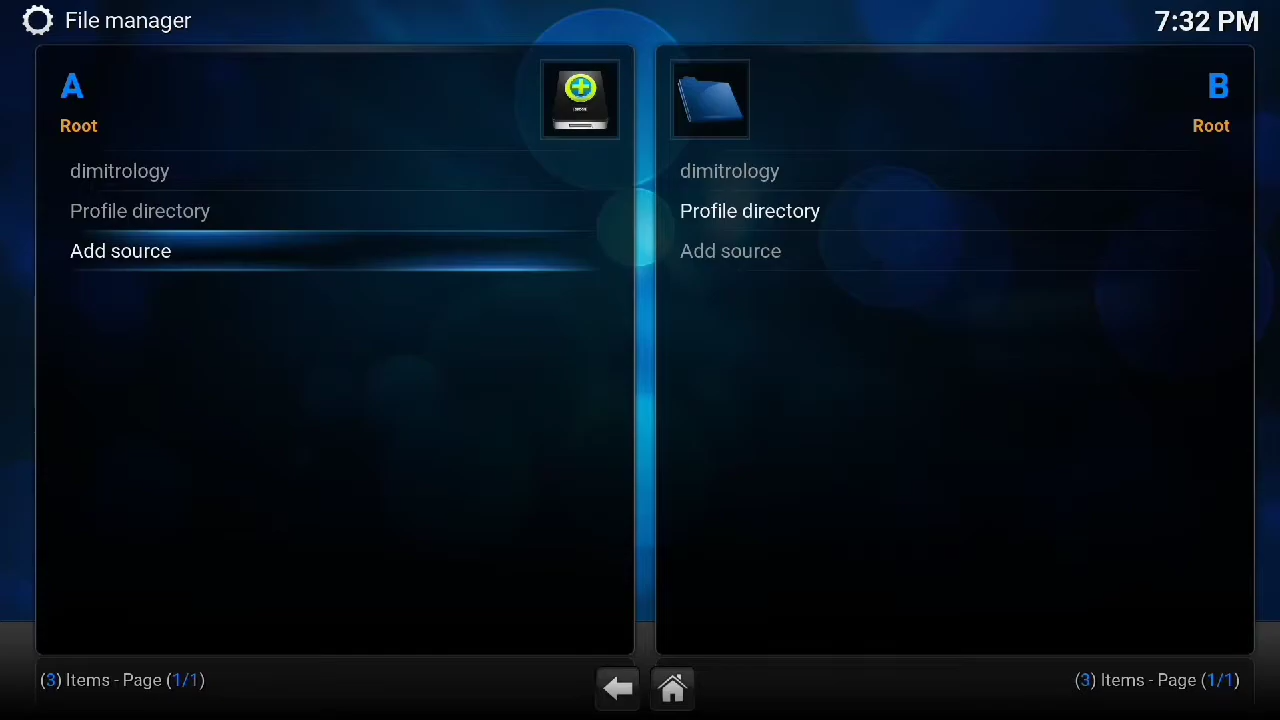 File manager
7:32 PM
A
Root
dimitrology
Profile directory
Add source
B
Root
dimitrology
Profile directory
Add source
(3) Items - Page (1/1)
(3) Items - Page (1/1)